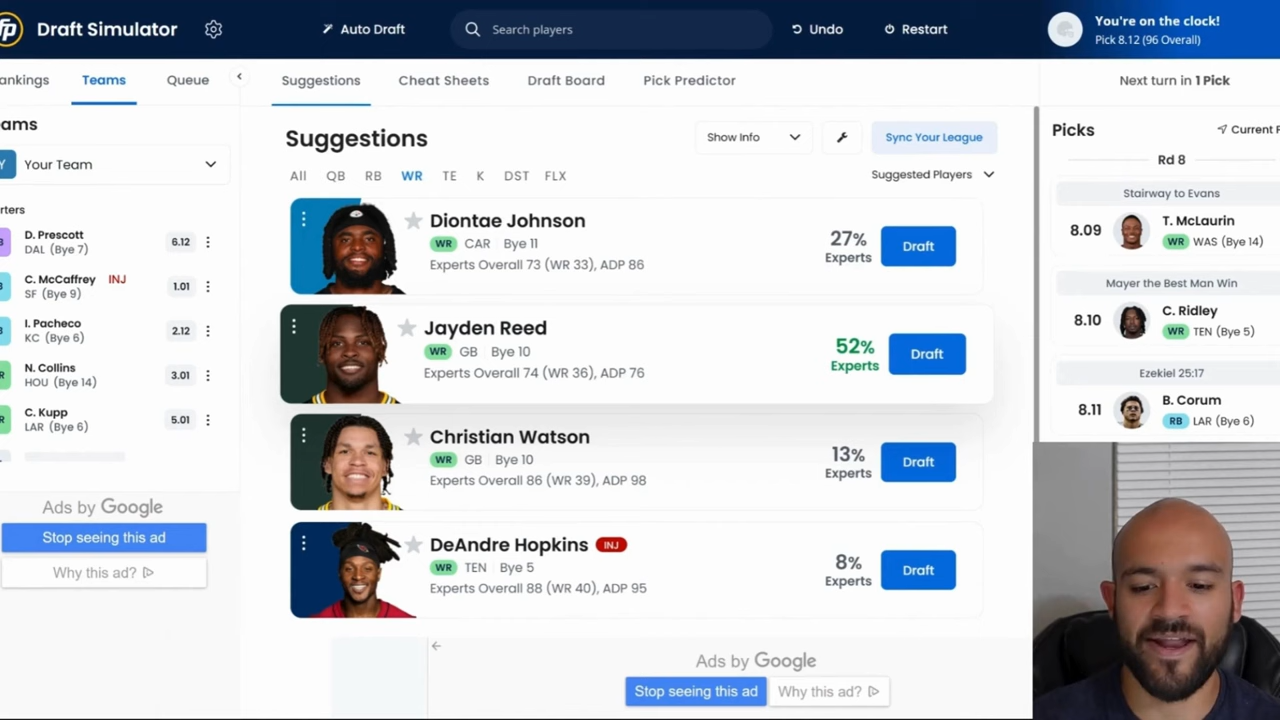 fp
Draft Simulator
Auto Draft
Search players
Undo
Restart
You're on the clock!
Pick 8.12 (96 Overall)
ankings
Teams
Queue
Suggestions
Cheat Sheets
Draft Board
Pick Predictor
Next turn in 1 Pick
ams
Y
Your Team
rters
D. Prescott
DAL (Bye 7)
6.12
C. McCaffrey INJ
SF (Bye 9)
1.01
I. Pacheco
KC (Bye 6)
2.12
N. Collins
HOU (Bye 14)
3.01
C. Kupp
LAR (Bye 6)
5.01
Ads by Google
Stop seeing this ad
Why this ad?
Suggestions
Show Info
Sync Your League
All QB RB WR TE K DST FLX
Suggested Players
Diontae Johnson
WR CAR Bye 11
Experts Overall 73 (WR 33), ADP 86
27%
Experts
Draft
Jayden Reed
WR GB Bye 10
Experts Overall 74 (WR 36), ADP 76
52%
Experts
Draft
Christian Watson
WR GB Bye 10
Experts Overall 86 (WR 39), ADP 98
13%
Experts
Draft
DeAndre Hopkins INJ
WR TEN Bye 5
Experts Overall 88 (WR 40), ADP 95
8%
Experts
Draft
Ads by Google
Stop seeing this ad
Why this ad?
Picks
Current P
Rd 8
Stairway to Evans
8.09
T. McLaurin
WR WAS (Bye 14)
Mayer the Best Man Win
8.10
C. Ridley
WR TEN (Bye 5)
Ezekiel 25:17
8.11
B. Corum
RB LAR (Bye 6)